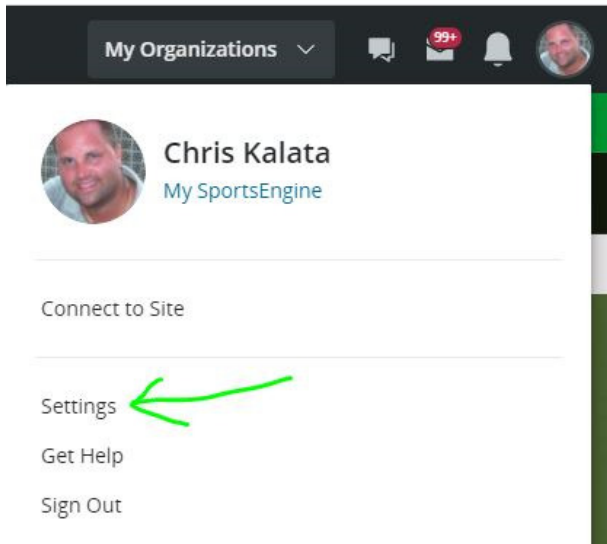 My Organizations
99+
Chris Kalata
My SportsEngine
Connect to Site
Settings
Get Help
Sign Out